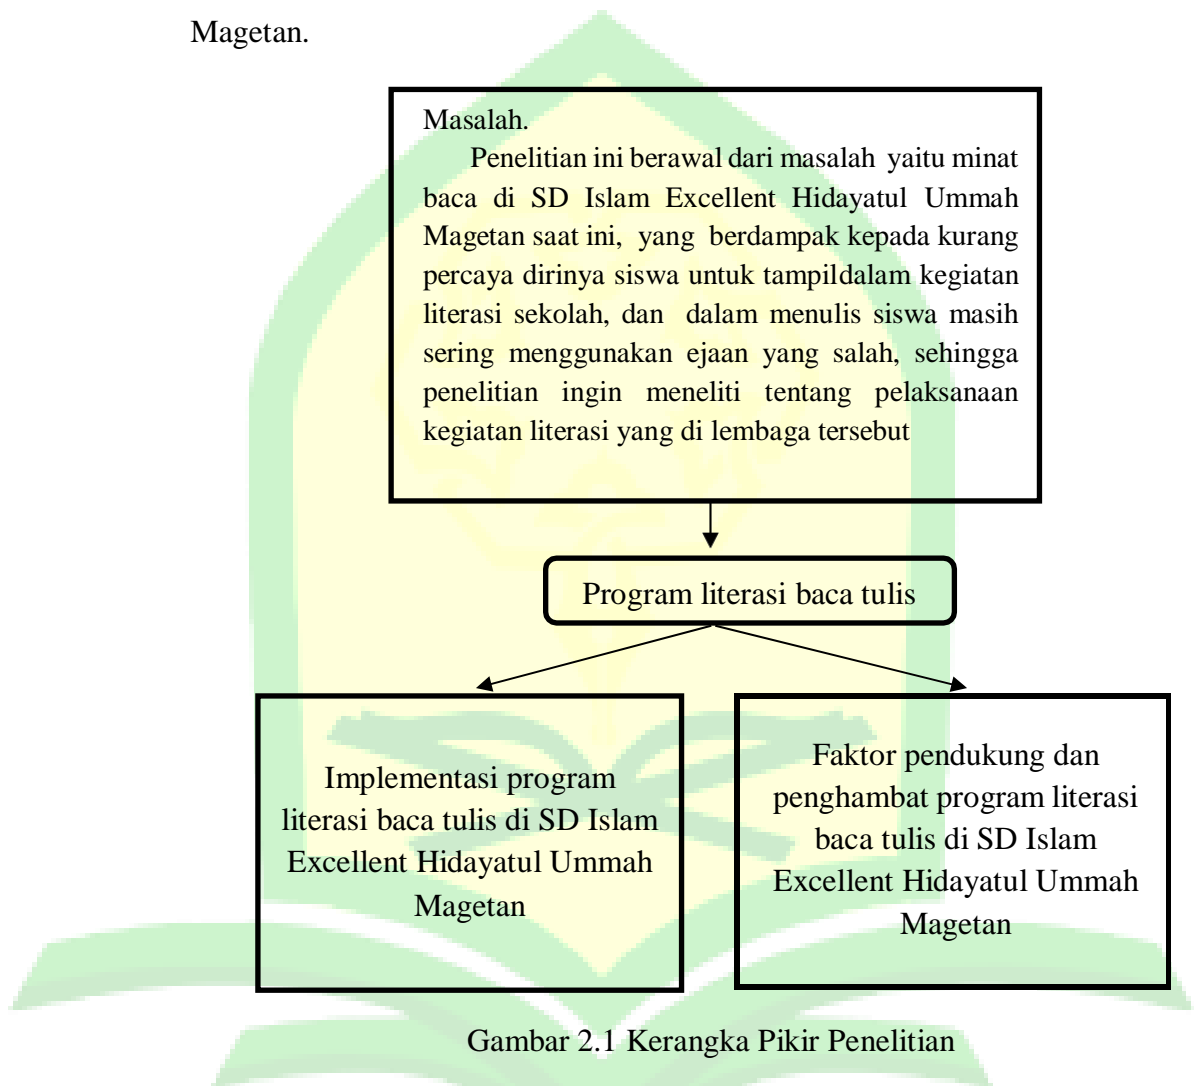 Magetan.
Masalah.
Penelitian ini berawal dari masalah yaitu minat
baca di SD Islam Excellent Hidayatul Ummah
Magetan saat ini, yang berdampak kepada kurang
percaya dirinya siswa untuk tampildalam kegiatan
literasi sekolah, dan dalam menulis siswa masih
sering menggunakan ejaan yang salah, sehingga
penelitian ingin meneliti tentang pelaksanaan
kegiatan literasi yang di lembaga tersebut
Program literasi baca tulis
Implementasi program
literasi baca tulis di SD Islam
Excellent Hidayatul Ummah
Magetan
Faktor pendukung dan
penghambat program literasi
baca tulis di SD Islam
Excellent Hidayatul Ummah
Magetan
Gambar 2.1 Kerangka Pikir Penelitian